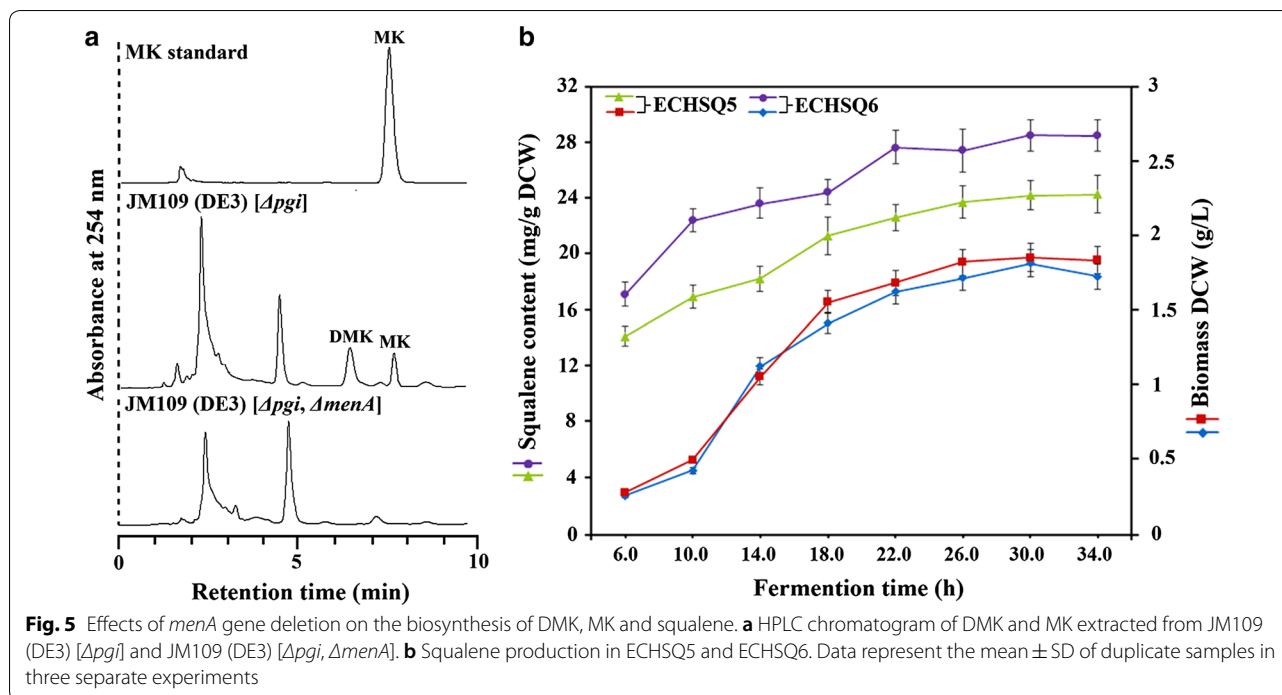 a
MK standard
MK
JM109 (DE3) [Δpgi]
DMK
MK
JM109 (DE3) [Δpgi, ΔmenA]
Absorbance at 254 nm
0
5
10
Retention time (min)
b
ECHSQ5
ECHSQ6
Squalene content (mg/g DCW)
32
28
24
20
16
12
8
4
0
3
2.5
2
1.5
1
0.5
0
Biomass DCW (g/L)
6.0 10.0 14.0 18.0 22.0 26.0 30.0 34.0
Fermention time (h)
Fig. 5 Effects of menA gene deletion on the biosynthesis of DMK, MK and squalene. a HPLC chromatogram of DMK and MK extracted from JM109
(DE3) [Δpgi] and JM109 (DE3) [Δpgi, ΔmenA]. b Squalene production in ECHSQ5 and ECHSQ6. Data represent the mean ± SD of duplicate samples in
three separate experiments